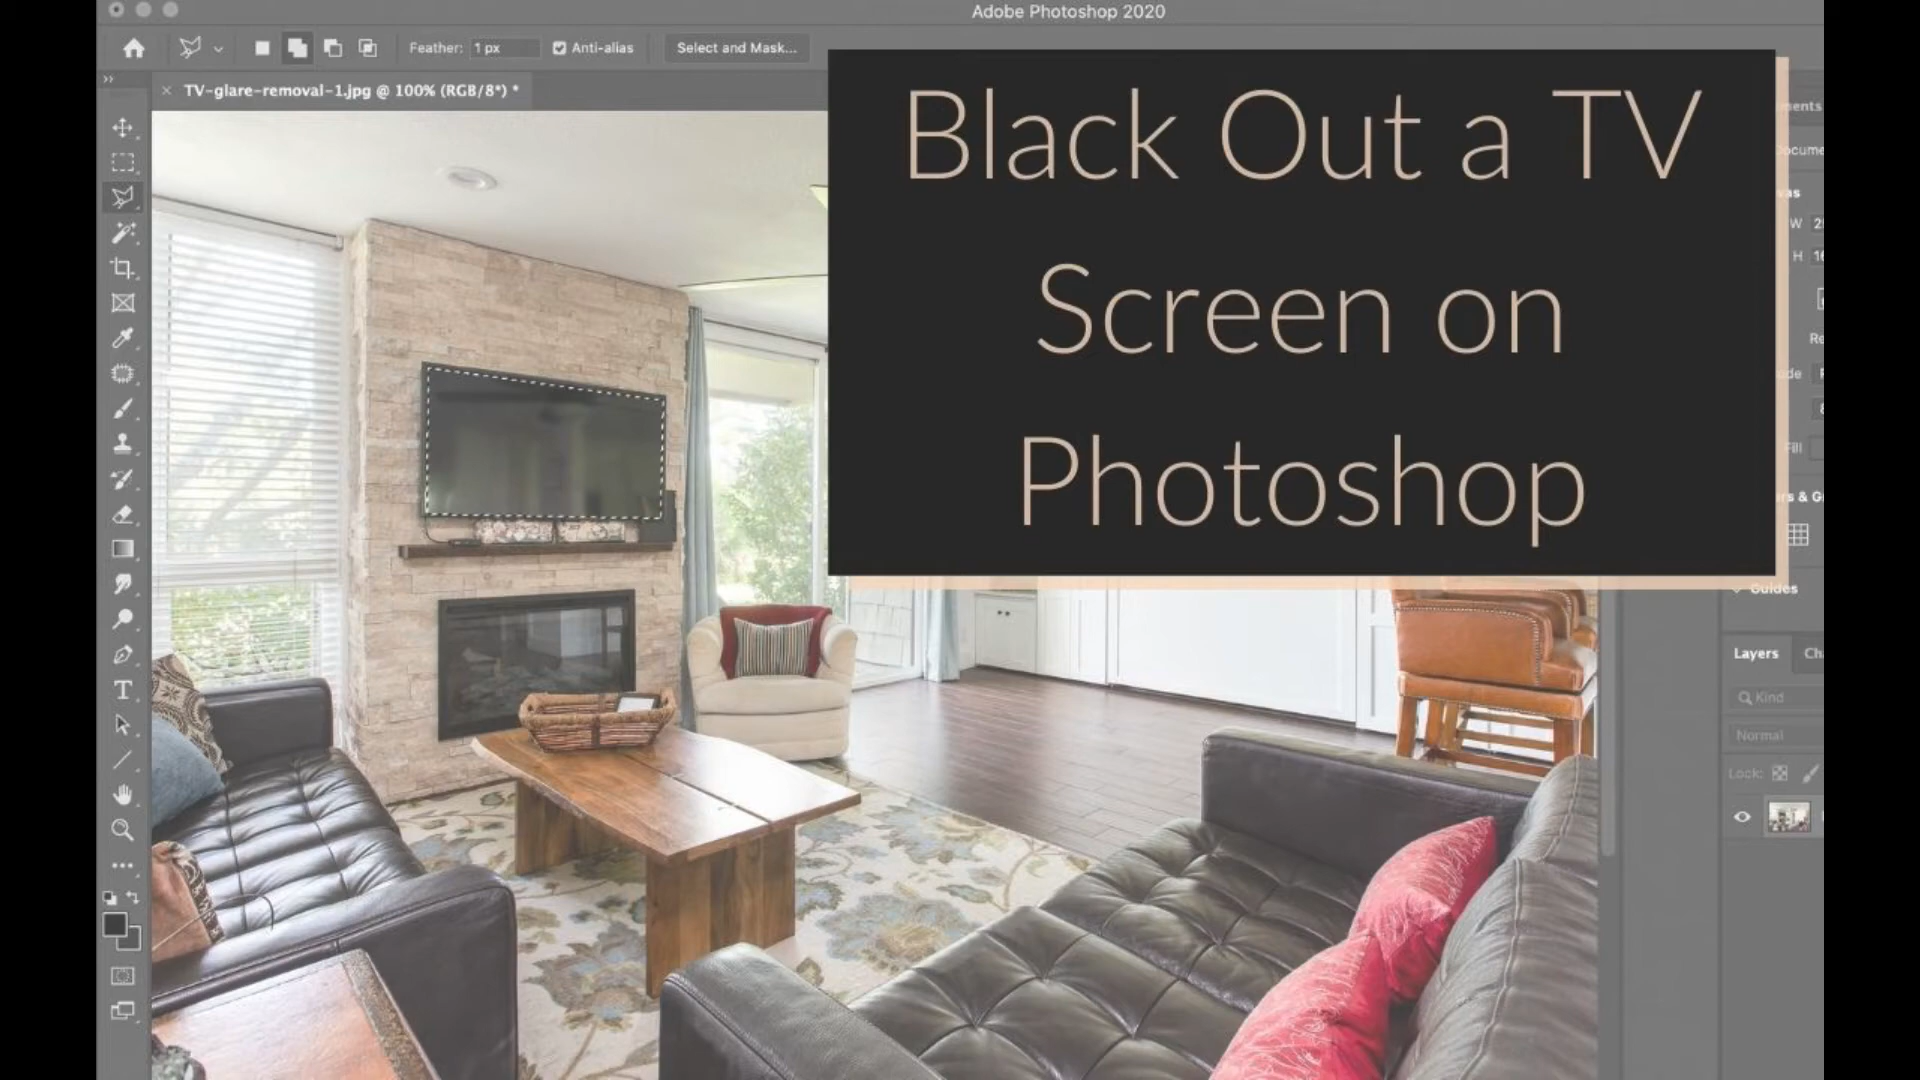 Adobe Photoshop 2020
Feather: 1 px
Anti-alias
Select and Mask...
TV-glare-removal-1.jpg @ 100% (RGB/8*) *
Black Out a TV
Screen on
Photoshop
W
H
Guides
Layers
Kind
Normal
Lock: